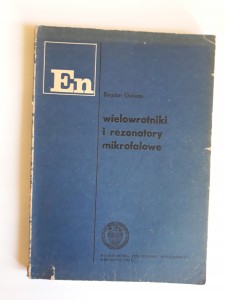 En
Bogdan Galwas
wielowrotniki
i rezonatory
mikrofalowe